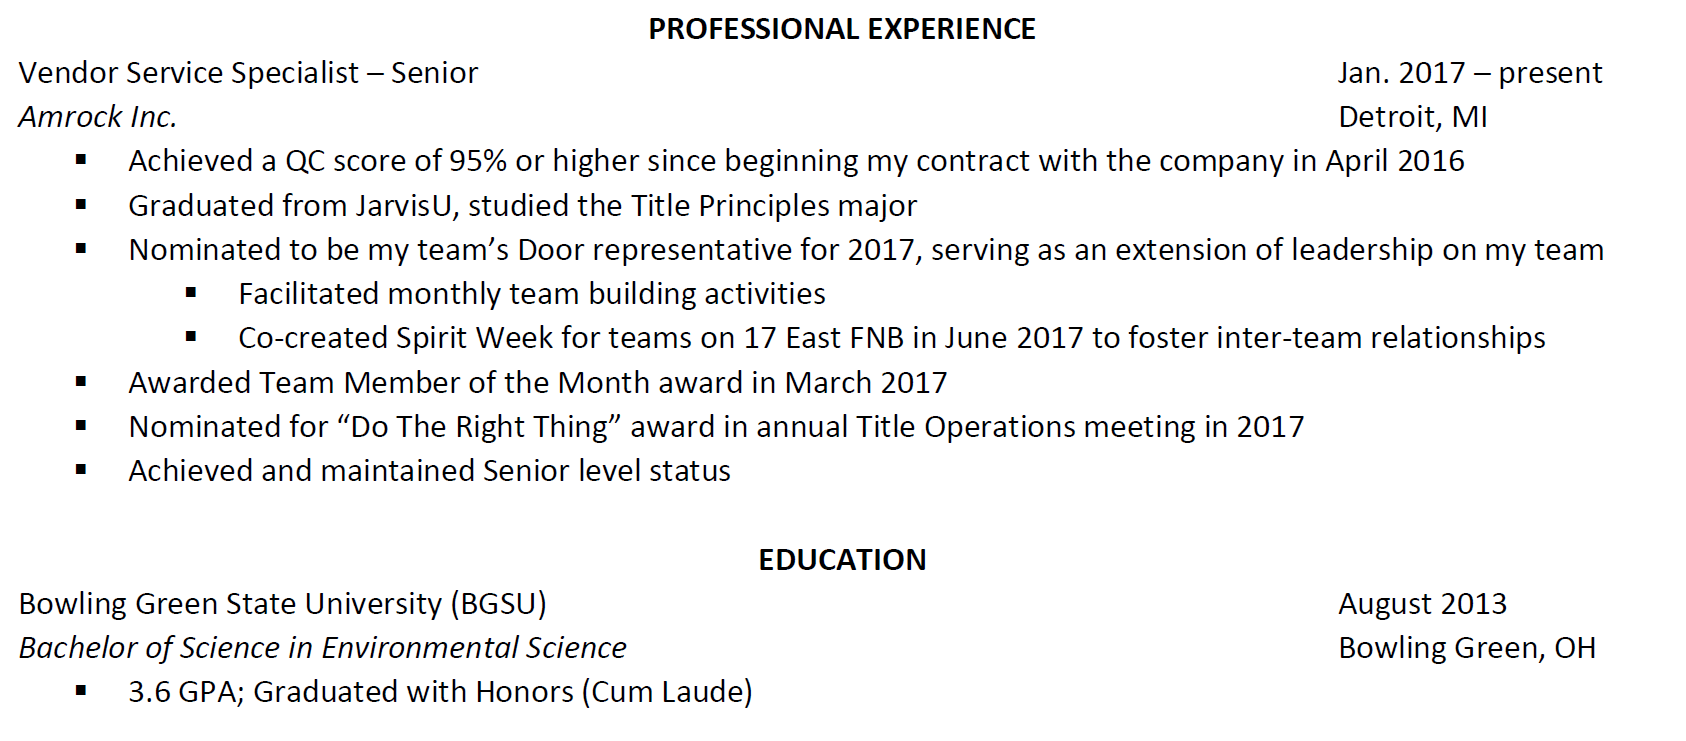 PROFESSIONAL EXPERIENCE
Vendor Service Specialist – Senior Jan. 2017 – present
Amrock Inc. Detroit, MI
▪ Achieved a QC score of 95% or higher since beginning my contract with the company in April 2016
▪ Graduated from JarvisU, studied the Title Principles major
▪ Nominated to be my team’s Door representative for 2017, serving as an extension of leadership on my team
▪ Facilitated monthly team building activities
▪ Co-created Spirit Week for teams on 17 East FNB in June 2017 to foster inter-team relationships
▪ Awarded Team Member of the Month award in March 2017
▪ Nominated for “Do The Right Thing” award in annual Title Operations meeting in 2017
▪ Achieved and maintained Senior level status
EDUCATION
Bowling Green State University (BGSU) August 2013
Bachelor of Science in Environmental Science Bowling Green, OH
▪ 3.6 GPA; Graduated with Honors (Cum Laude)